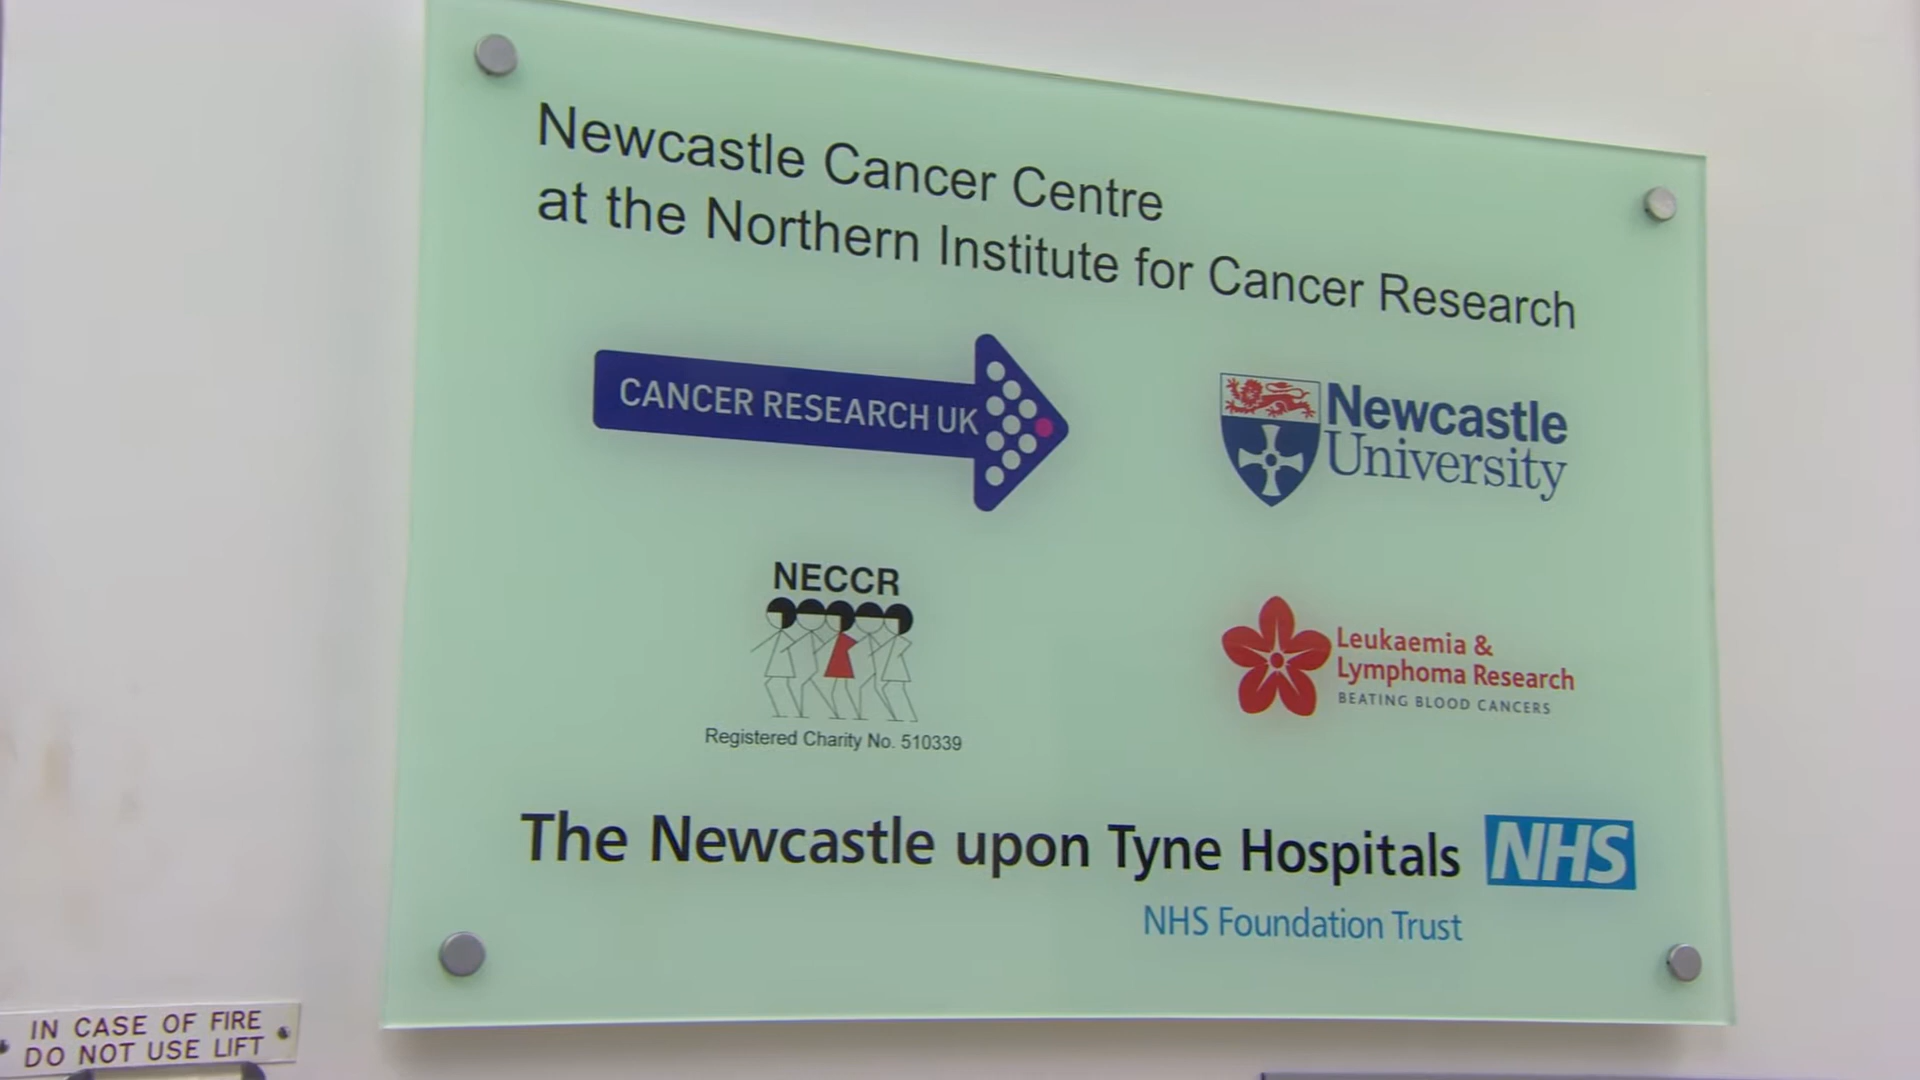 Newcastle Cancer Centre
at the Northern Institute for Cancer Research
CANCER RESEARCH UK
Newcastle
University
NECCR
Registered Charity No. 510339
Leukaemia &
Lymphoma Research
BEATING BLOOD CANCERS
The Newcastle upon Tyne Hospitals NHS
NHS Foundation Trust
IN CASE OF FIRE
DO NOT USE LIFT